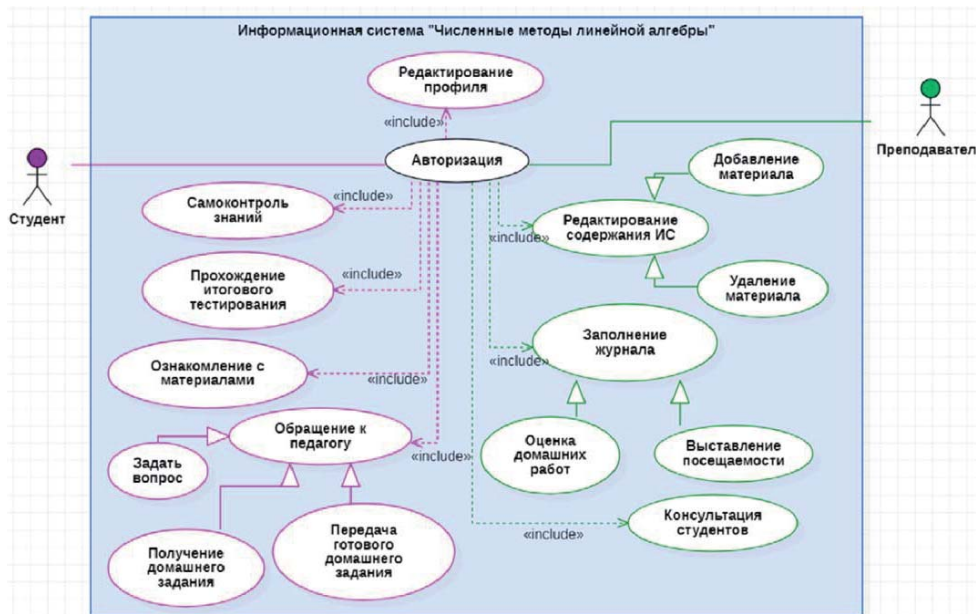 Информационная система "Численные методы линейной алгебры"
Редактирование
профиля
«include»
Авторизация
Студент
Преподавател
«include»
Самоконтроль
знаний
Добавление
материала
Редактирование
содержания ИС
«include»
Прохождение
итогового
тестирования
«include»
Удаление
материала
Заполнение
журнала
«include»
Ознакомление с
материалами
«include»
Обращение к
педагогу
«include»
Задать
вопрос
Оценка
домашних
работ
Выставление
посещаемости
Получение
домашнего
задания
Передача
готового
домашнего
задания
Консультация
студентов
«include»